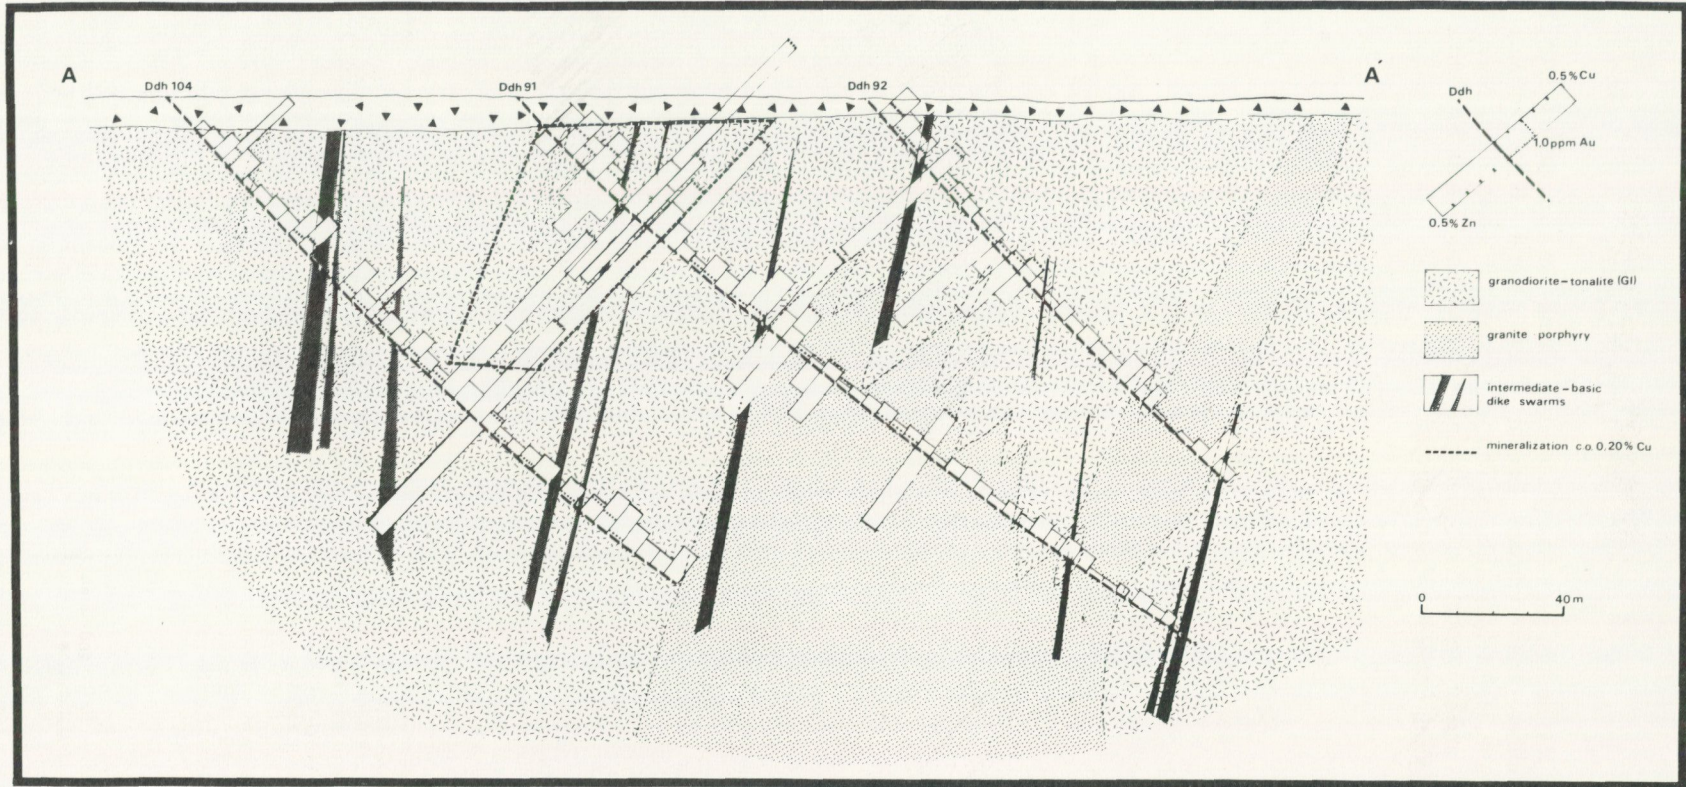 A
A´
Ddh 104
Ddh 91
Ddh 92
Ddh
0.5% Cu
1.0 ppm Au
0.5% Zn
granodiorite–tonalite (GI)
granite porphyry
intermediate – basic
dike swarms
mineralization c.o. 0.20% Cu
0 40 m